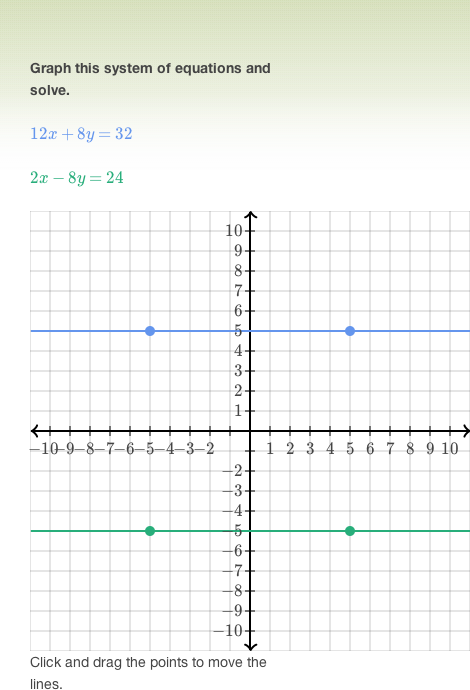 Graph this system of equations and
solve.
12x + 8y = 32
2x − 8y = 24
10
9
8
7
6
5
4
3
2
1
−10 −9 −8 −7 −6 −5 −4 −3 −2 1 2 3 4 5 6 7 8 9 10
−2
−3
−4
−5
−6
−7
−8
−9
−10
Click and drag the points to move the
lines.